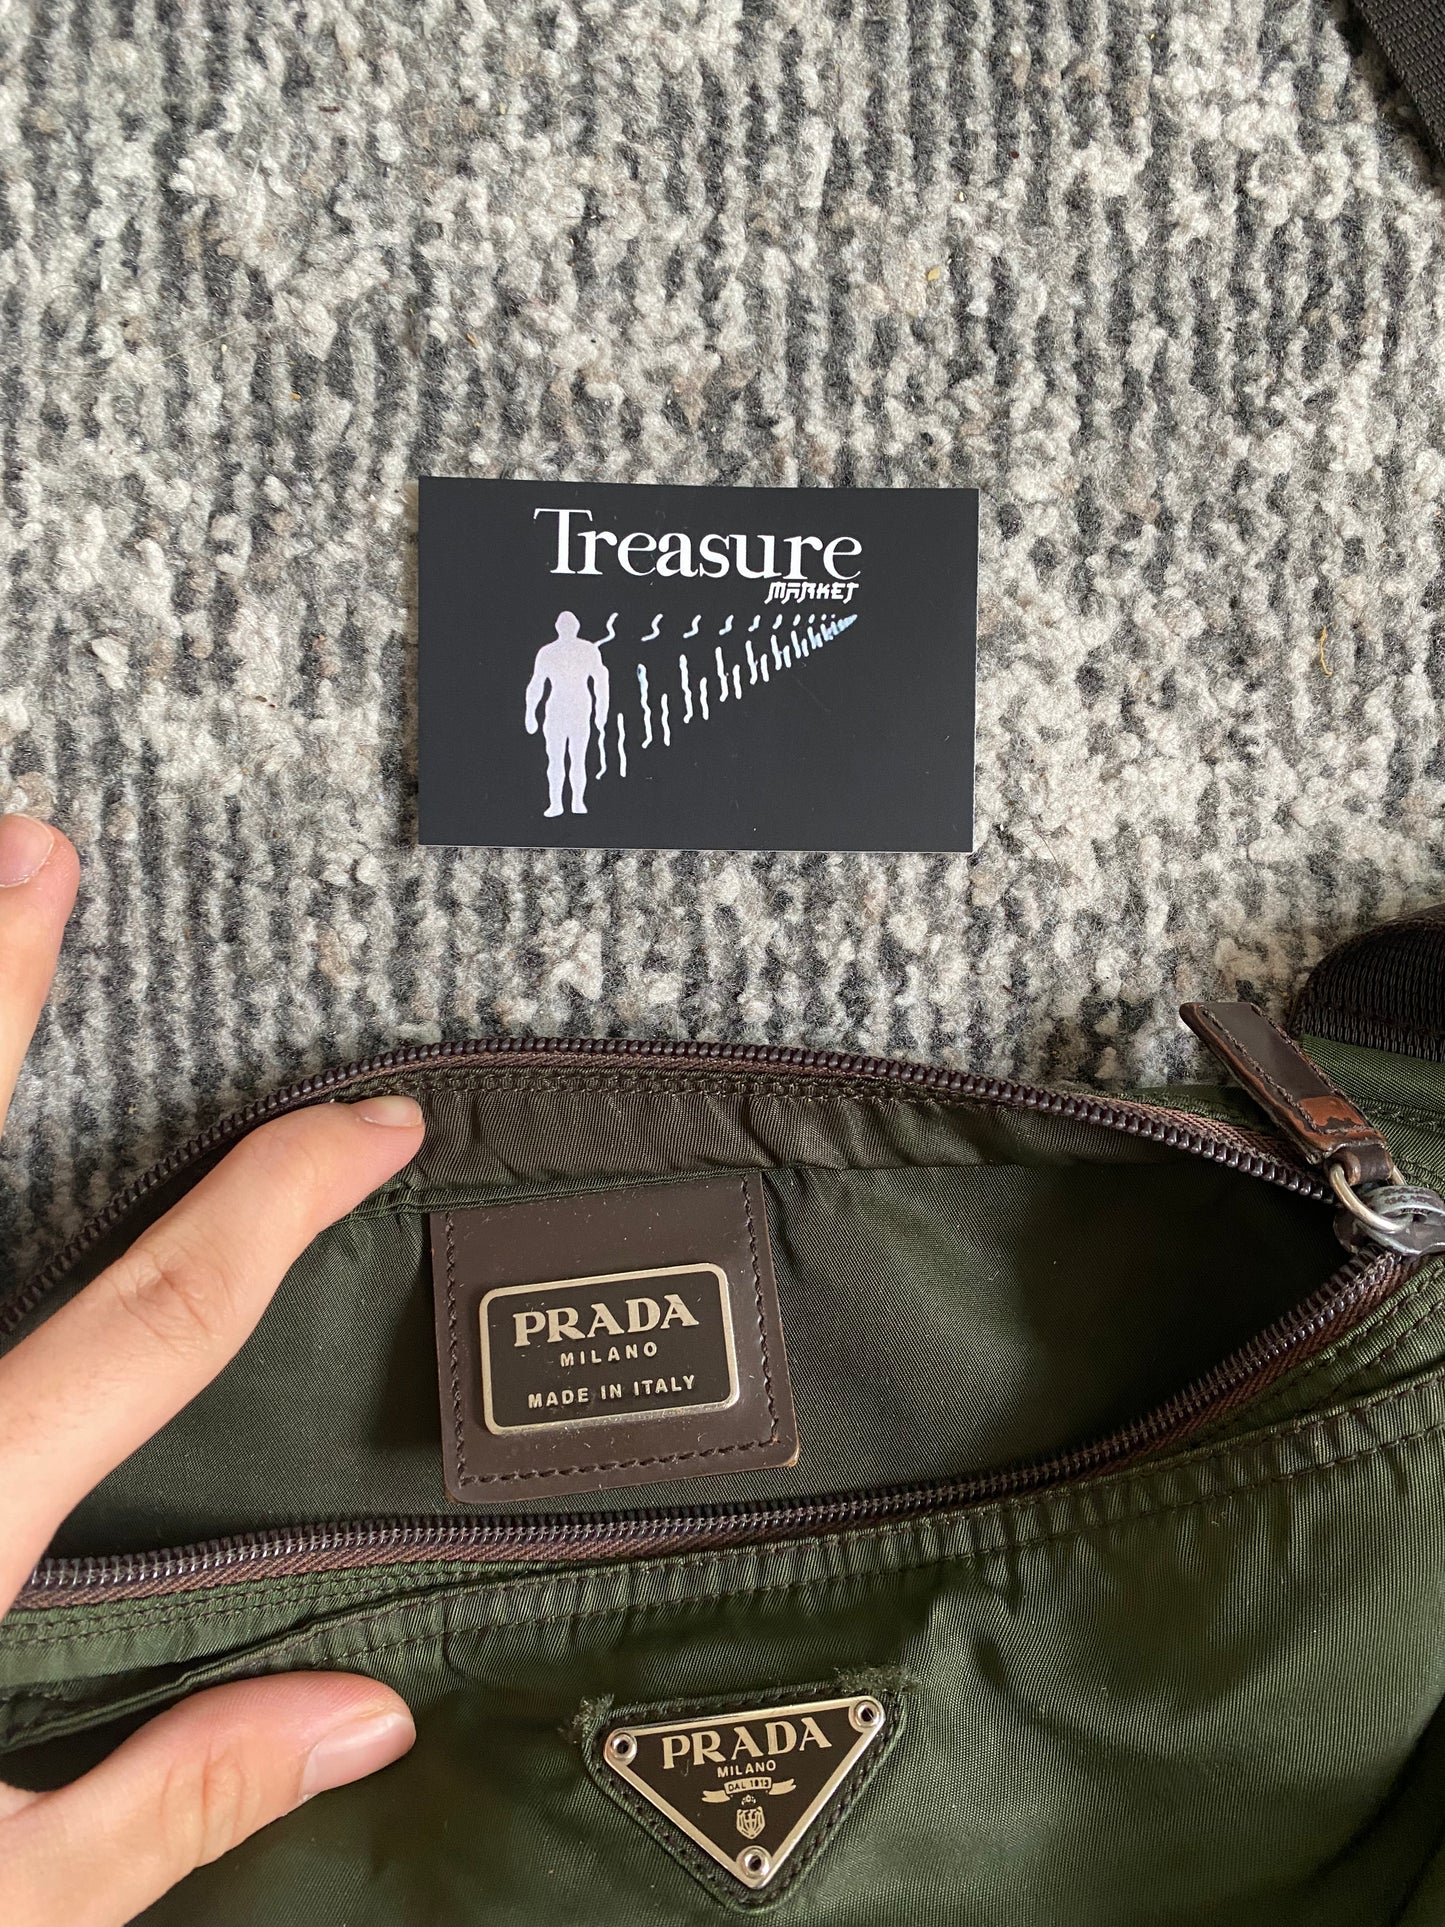 Treasure
MARKET
PRADA
MILANO
MADE IN ITALY
PRADA
MILANO
DAL 1913